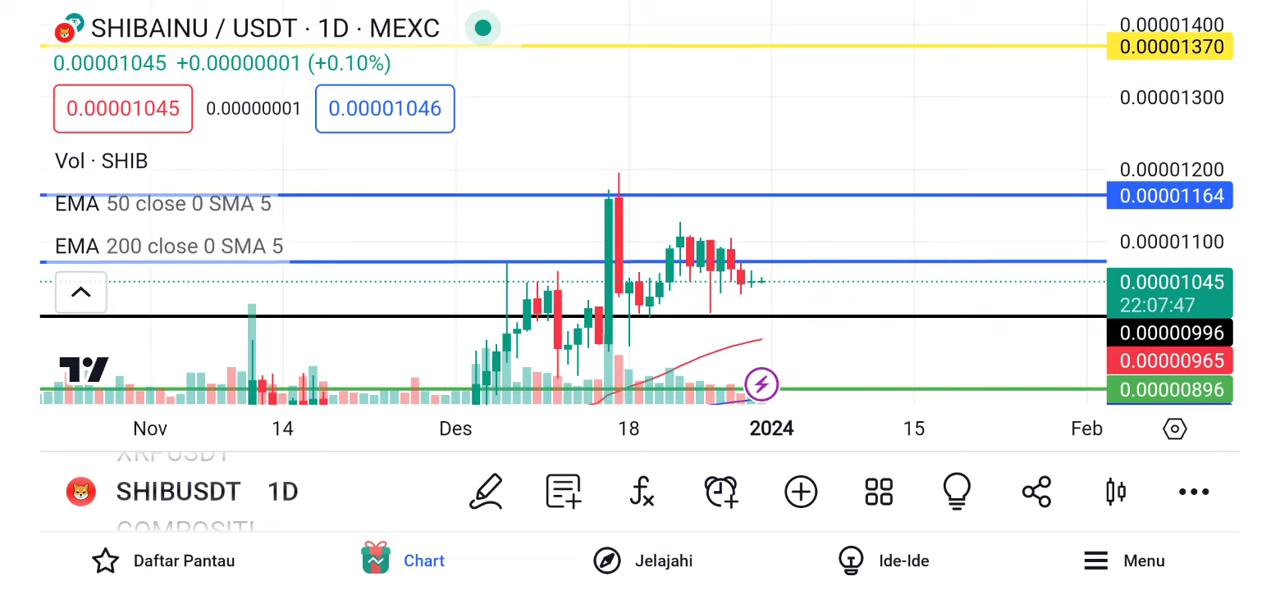 SHIBAINU / USDT · 1D · MEXC
0.00001045 +0.00000001 (+0.10%)
0.00001045 0.00000001 0.00001046
Vol · SHIB
EMA 50 close 0 SMA 5
EMA 200 close 0 SMA 5
0.00001400
0.00001370
0.00001300
0.00001200
0.00001164
0.00001100
0.00001045
22:07:47
0.00000996
0.00000965
0.00000896
Nov 14 Des 18 2024 15 Feb
XRPUSDT
SHIBUSDT 1D
Daftar Pantau Chart Jelajahi Ide-Ide Menu